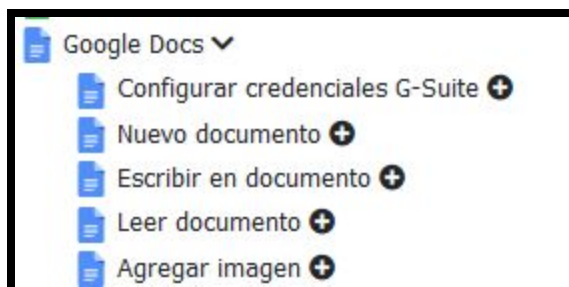 Google Docs
Configurar credenciales G-Suite
Nuevo documento
Escribir en documento
Leer documento
Agregar imagen